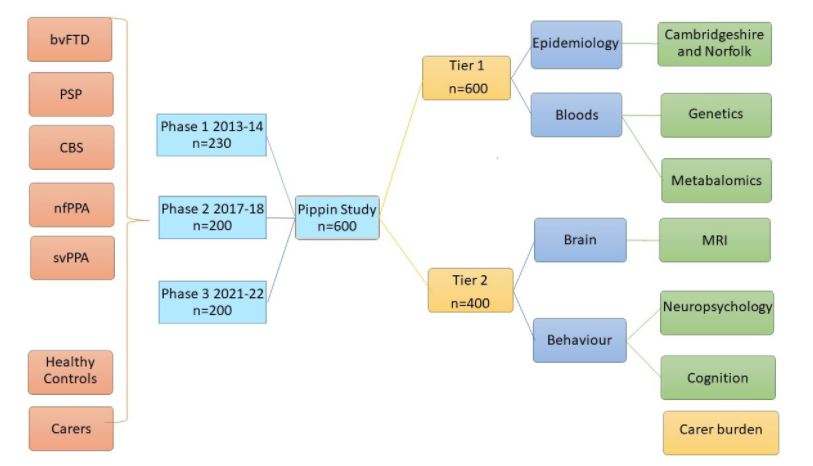 bvFTD
PSP
CBS
nfPPA
svPPA
Healthy
Controls
Carers
Phase 1 2013-14
n=230
Phase 2 2017-18
n=200
Phase 3 2021-22
n=200
Pippin Study
n=600
Tier 1
n=600
Tier 2
n=400
Epidemiology
Bloods
Brain
Behaviour
Cambridgeshire
and Norfolk
Genetics
Metabalomics
MRI
Neuropsychology
Cognition
Carer burden